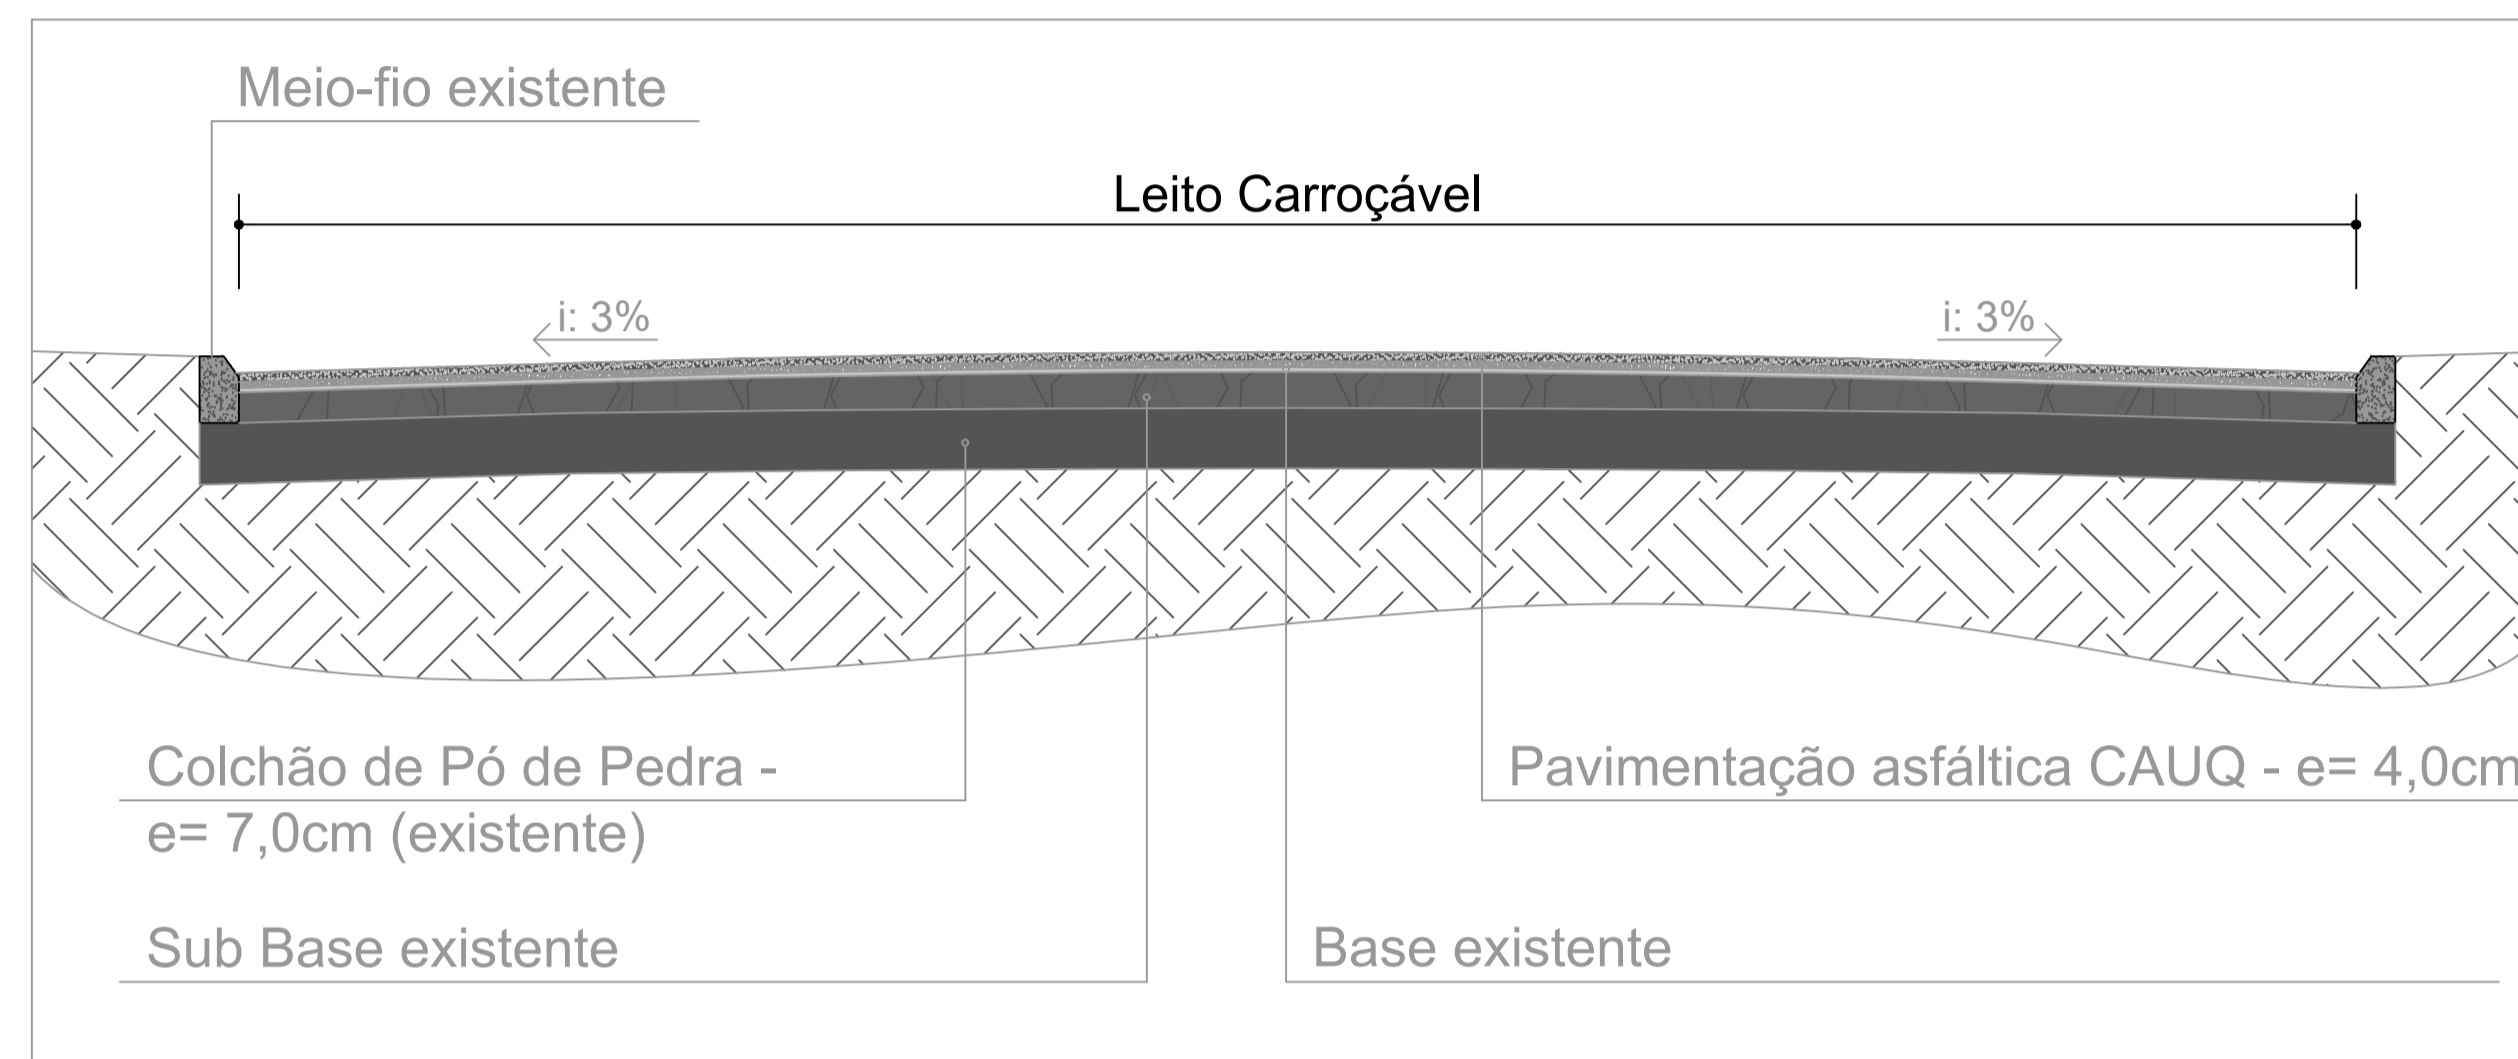 Meio-fio existente
Leito Carroçável
i: 3%
i: 3%
Colchão de Pó de Pedra -
e= 7,0cm (existente)
Pavimentação asfáltica CAUQ - e= 4,0cm
Sub Base existente
Base existente